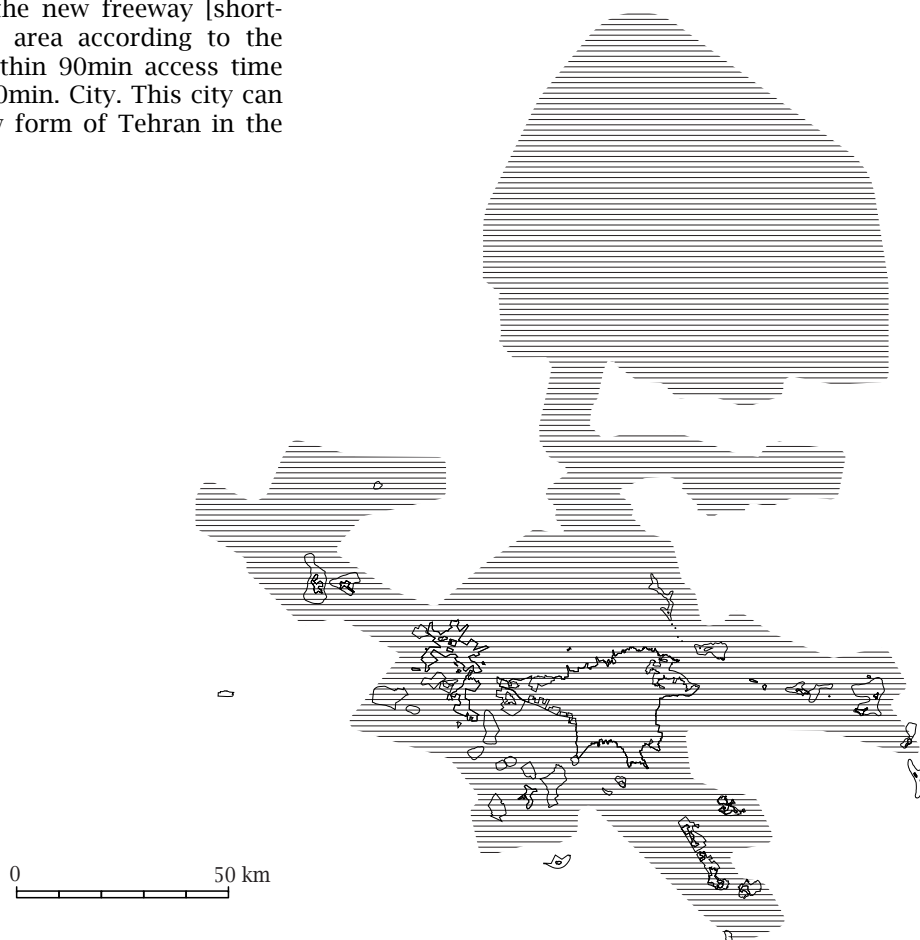 the new freeway [short-
area according to the
thin 90min access time
0min. City. This city can
form of Tehran in the
0 50 km